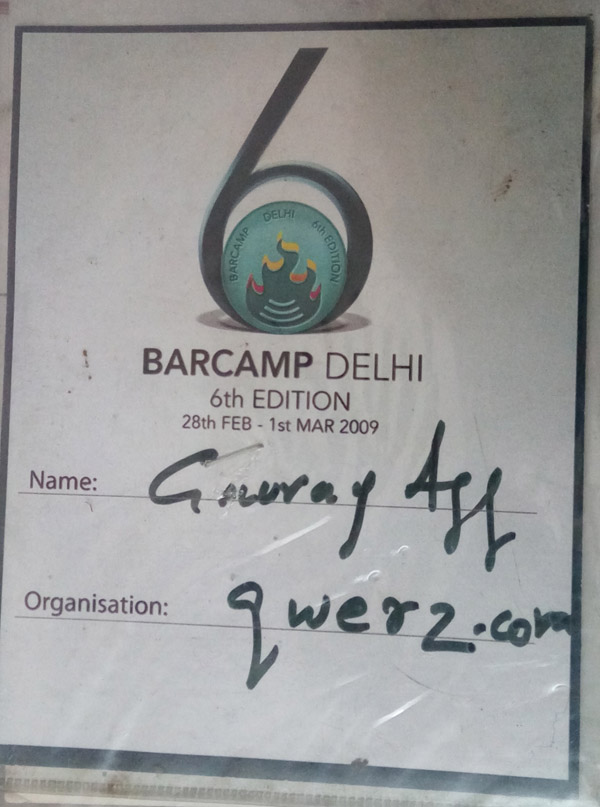 6
BARCAMP DELHI 6th EDITION
BARCAMP DELHI
6th EDITION
28th FEB - 1st MAR 2009
Name: Gaurav
Organisation: qwerz.com